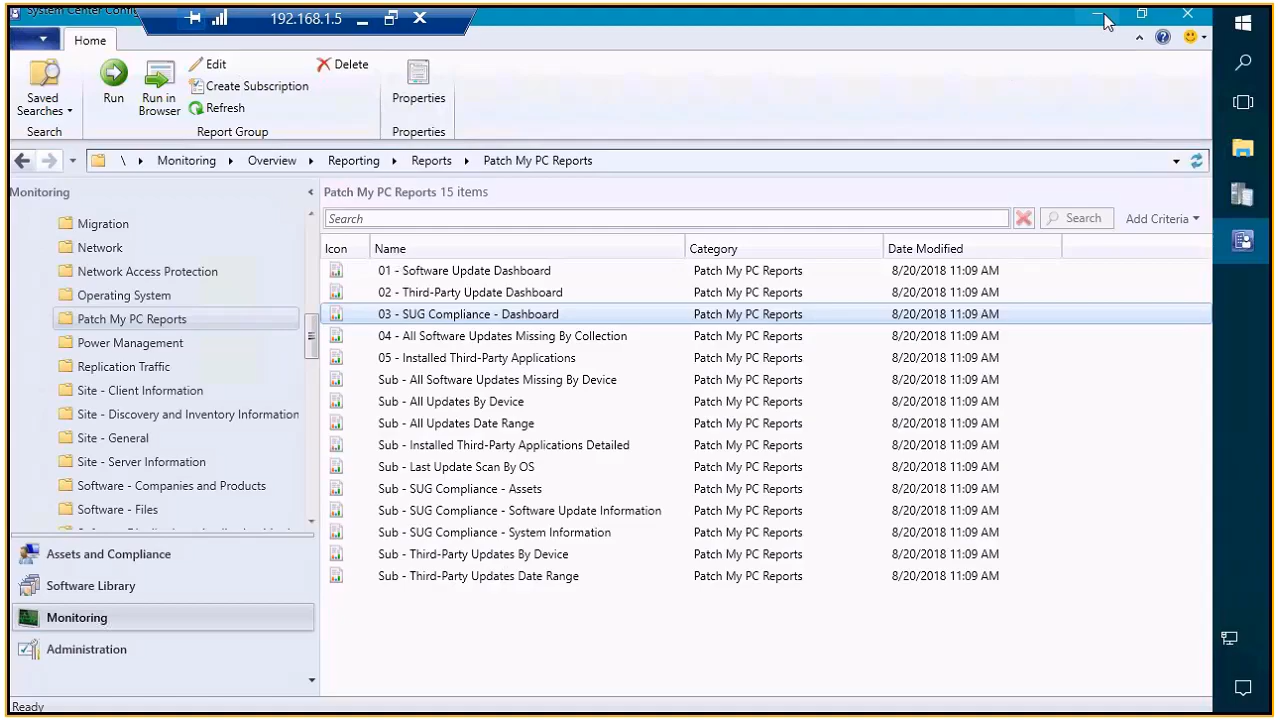 System Center Config
192.168.1.5
Home
Saved Searches
Run
Run in Browser
Edit
Create Subscription
Refresh
Delete
Properties
Search
Report Group
Properties
\ Monitoring Overview Reporting Reports Patch My PC Reports
Monitoring
Migration
Network
Network Access Protection
Operating System
Patch My PC Reports
Power Management
Replication Traffic
Site - Client Information
Site - Discovery and Inventory Information
Site - General
Site - Server Information
Software - Companies and Products
Software - Files
Assets and Compliance
Software Library
Monitoring
Administration
Patch My PC Reports 15 items
Search
Search
Add Criteria
Icon Name Category Date Modified
01 - Software Update Dashboard Patch My PC Reports 8/20/2018 11:09 AM
02 - Third-Party Update Dashboard Patch My PC Reports 8/20/2018 11:09 AM
03 - SUG Compliance - Dashboard Patch My PC Reports 8/20/2018 11:09 AM
04 - All Software Updates Missing By Collection Patch My PC Reports 8/20/2018 11:09 AM
05 - Installed Third-Party Applications Patch My PC Reports 8/20/2018 11:09 AM
Sub - All Software Updates Missing By Device Patch My PC Reports 8/20/2018 11:09 AM
Sub - All Updates By Device Patch My PC Reports 8/20/2018 11:09 AM
Sub - All Updates Date Range Patch My PC Reports 8/20/2018 11:09 AM
Sub - Installed Third-Party Applications Detailed Patch My PC Reports 8/20/2018 11:09 AM
Sub - Last Update Scan By OS Patch My PC Reports 8/20/2018 11:09 AM
Sub - SUG Compliance - Assets Patch My PC Reports 8/20/2018 11:09 AM
Sub - SUG Compliance - Software Update Information Patch My PC Reports 8/20/2018 11:09 AM
Sub - SUG Compliance - System Information Patch My PC Reports 8/20/2018 11:09 AM
Sub - Third-Party Updates By Device Patch My PC Reports 8/20/2018 11:09 AM
Sub - Third-Party Updates Date Range Patch My PC Reports 8/20/2018 11:09 AM
Ready